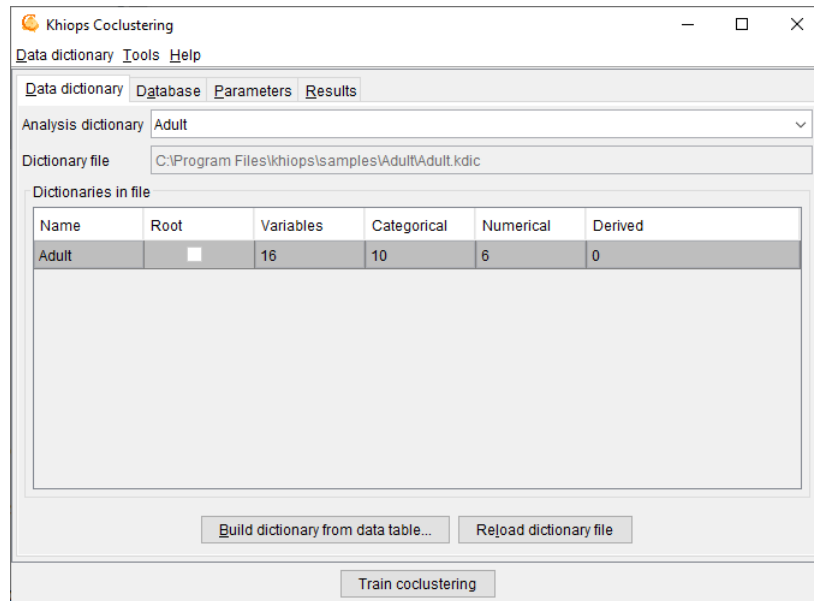 Khiops Coclustering
Data dictionary Tools Help
Data dictionary Database Parameters Results
Analysis dictionary Adult
Dictionary file C:\Program Files\khiops\samples\Adult\Adult.kdic
Dictionaries in file
Name Root Variables Categorical Numerical Derived
Adult 16 10 6 0
Build dictionary from data table... Reload dictionary file
Train coclustering